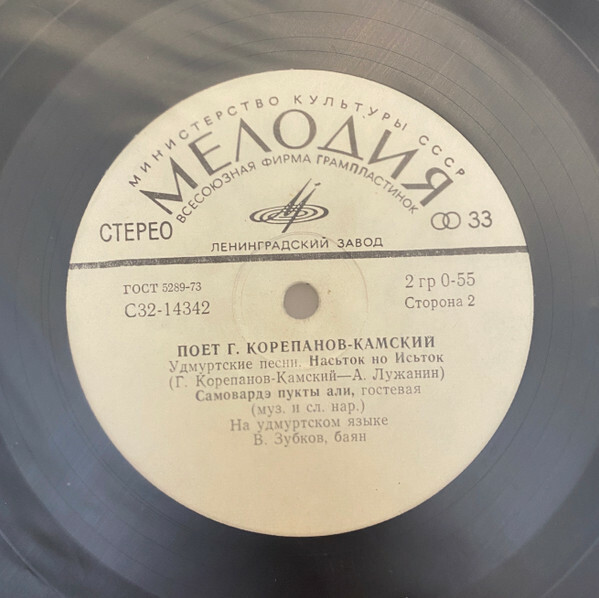 МИНИСТЕРСТВО КУЛЬТУРЫ СССР
МЕЛОДИЯ
ВСЕСОЮЗНАЯ ФИРМА ГРАМПЛАСТИНОК
СТЕРЕО
33
ЛЕНИНГРАДСКИЙ ЗАВОД
ГОСТ 5289-73
2 гр 0-55
С32-14342
Сторона 2
ПОЕТ Г. КОРЕПАНОВ-КАМСКИЙ
Удмуртские песни. Насьток но Исьток
(Г. Корепанов-Камский—А. Лужанин)
Самовардэ пукты али, гостевая
(муз. и сл. нар.)
На удмуртском языке
В. Зубков, баян